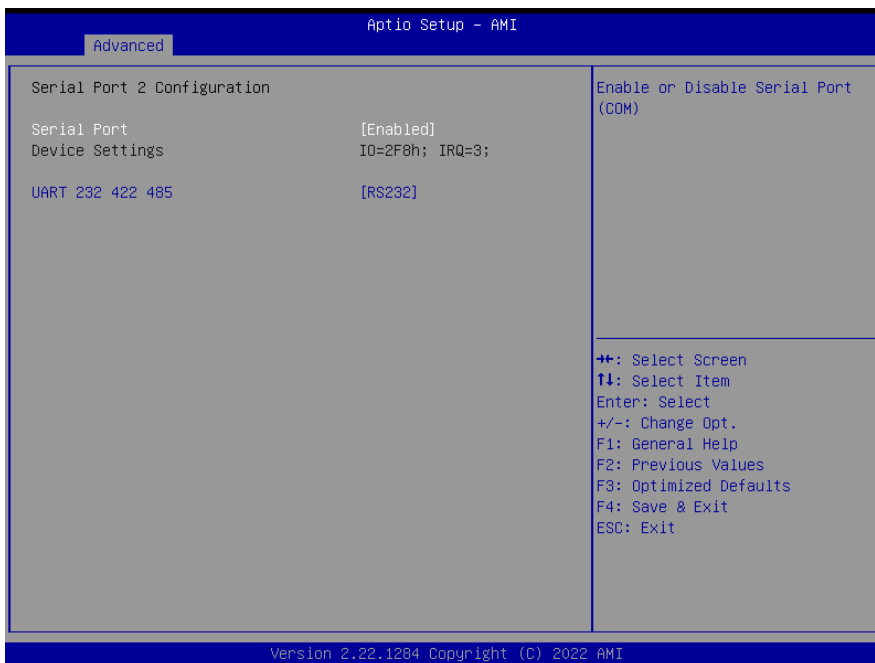 Aptio Setup – AMI
Advanced
Serial Port 2 Configuration
Serial Port [Enabled]
Device Settings IO=2F8h; IRQ=3;
UART 232 422 485 [RS232]
Enable or Disable Serial Port
(COM)
→←: Select Screen
↑↓: Select Item
Enter: Select
+/-: Change Opt.
F1: General Help
F2: Previous Values
F3: Optimized Defaults
F4: Save & Exit
ESC: Exit
Version 2.22.1284 Copyright (C) 2022 AMI